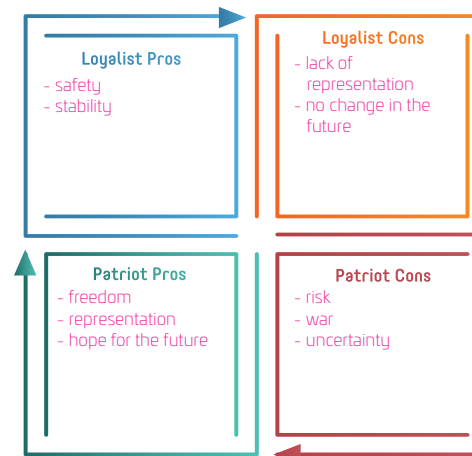 Loyalist Pros
- safety
- stability
Loyalist Cons
- lack of
representation
- no change in the
future
Patriot Pros
- freedom
- representation
- hope for the future
Patriot Cons
- risk
- war
- uncertainty